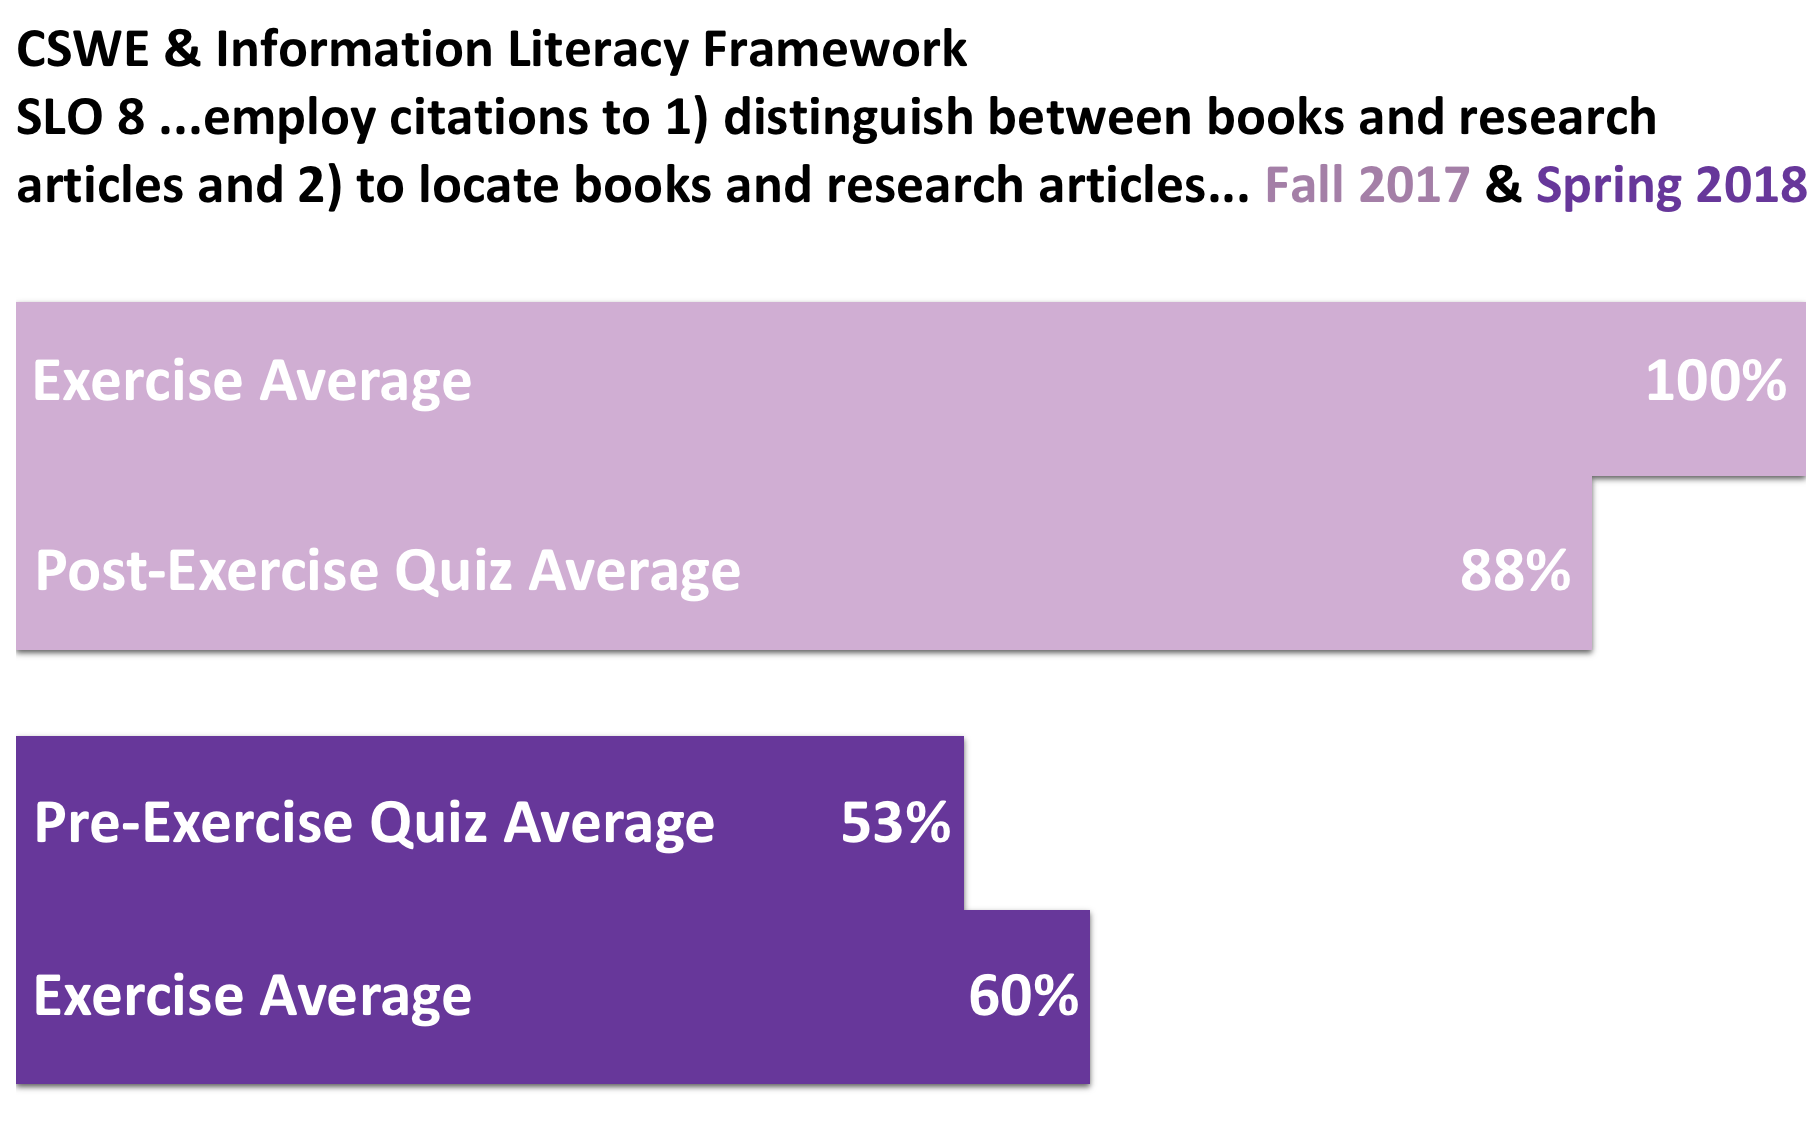 CSWE & Information Literacy Framework
SLO 8 ...employ citations to 1) distinguish between books and research
articles and 2) to locate books and research articles... Fall 2017 & Spring 2018
Exercise Average 100%
Post-Exercise Quiz Average 88%
Pre-Exercise Quiz Average 53%
Exercise Average 60%